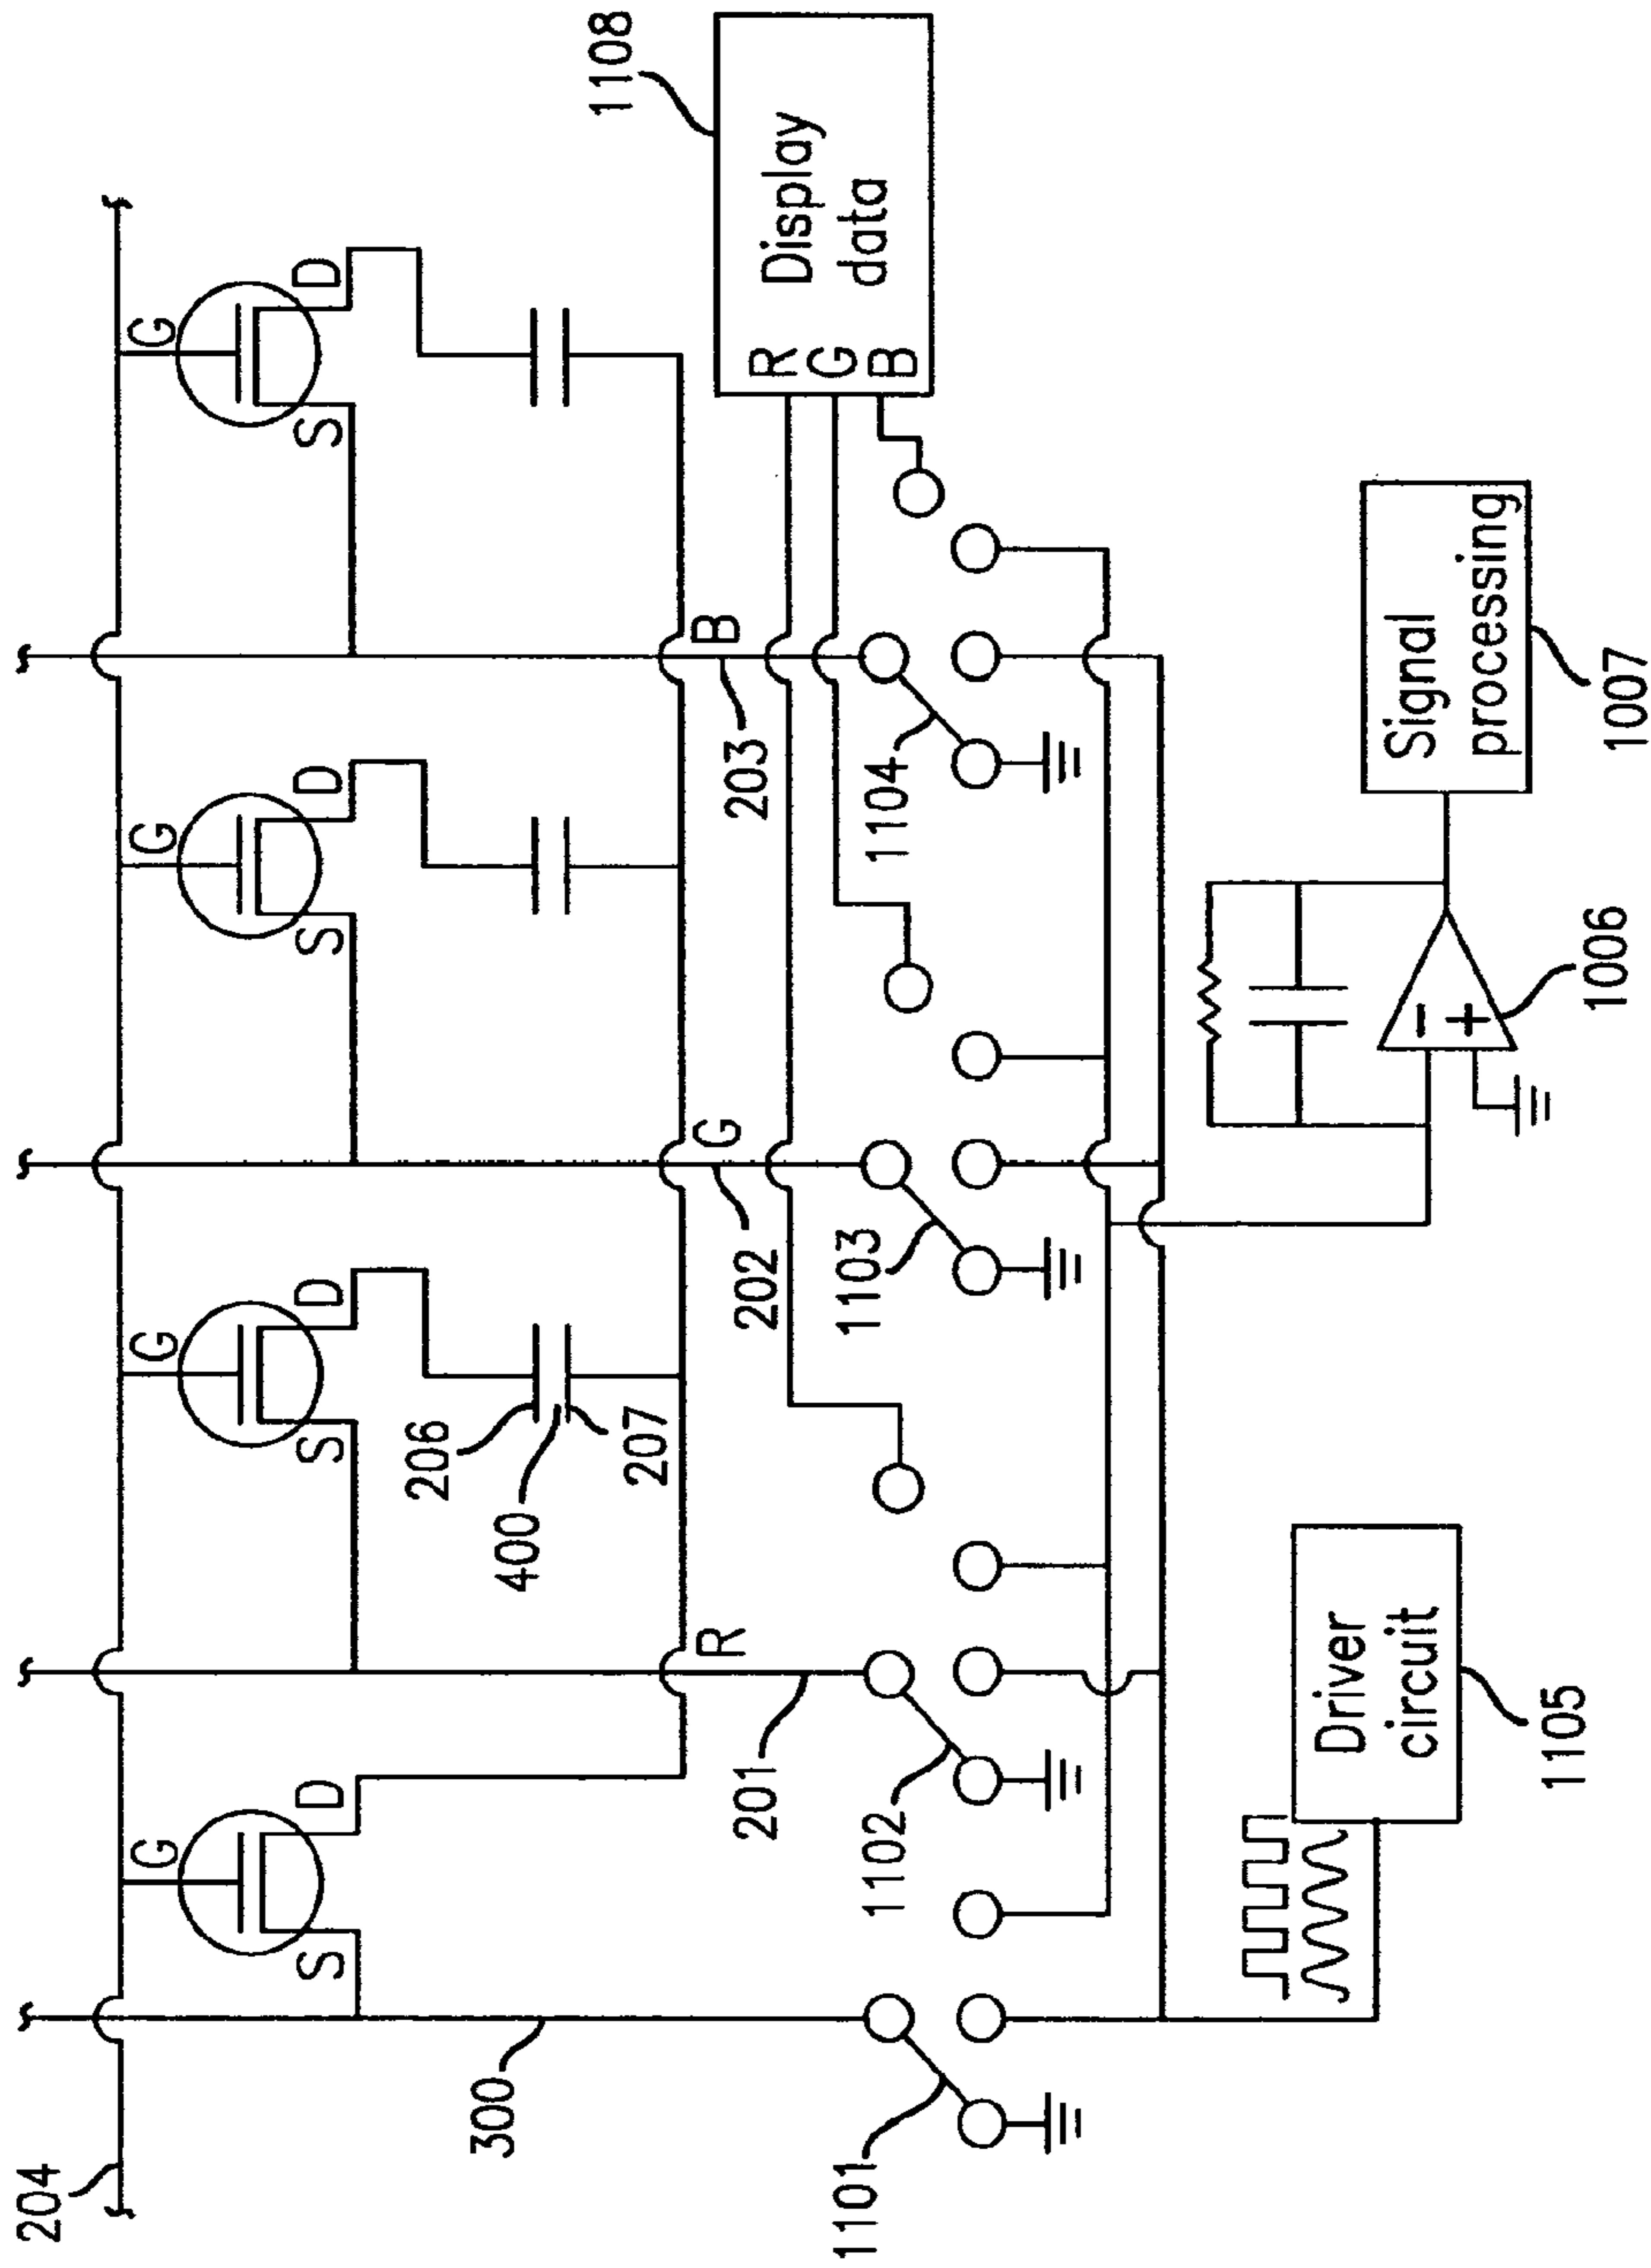 204
G
G
G
G
S
D
S
D
S
D
S
D
300
206
400
207
201
R
202
G
203
B
1108
Display
data
R
G
B
1101
1102
1103
1104
Driver
circuit
1105
-
+
1006
Signal
processing
1007